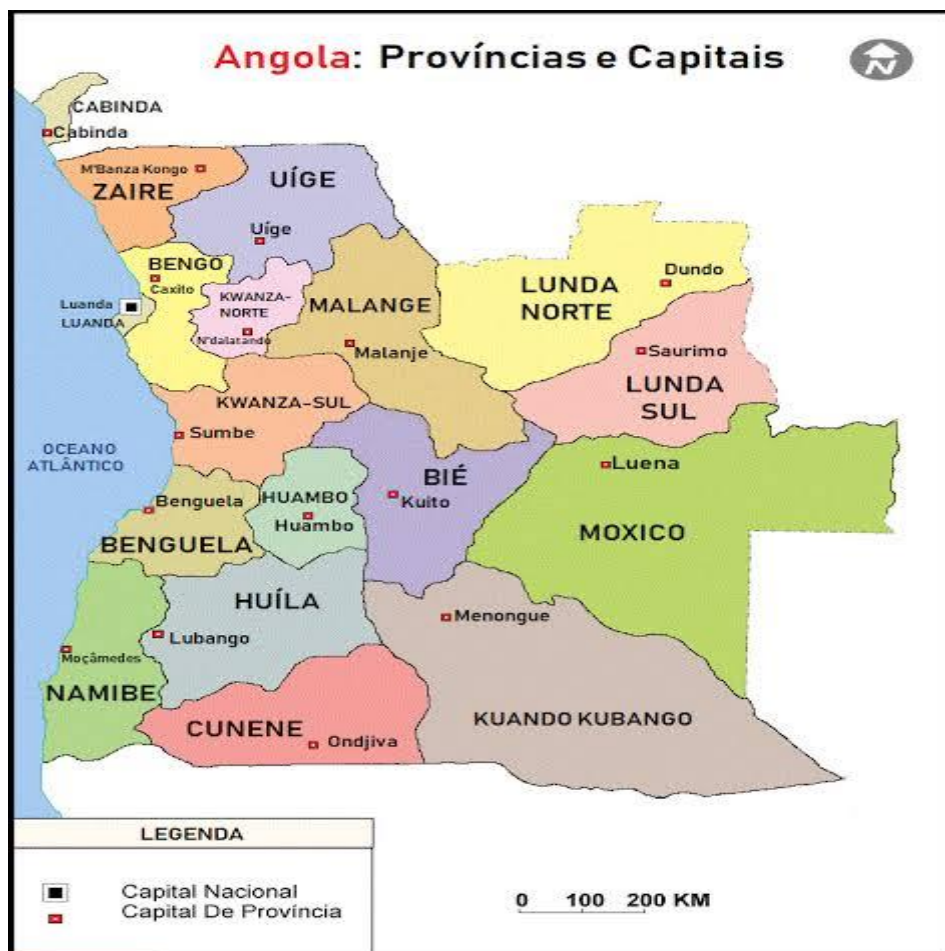 Angola: Províncias e Capitais
N
CABINDA
Cabinda
M'Banza Kongo
ZAIRE
UÍGE
Uíge
BENGO
Caxito
Luanda
LUANDA
KWANZA-
NORTE
N'dalatando
MALANGE
Malanje
LUNDA
NORTE
Dundo
Saurimo
LUNDA
SUL
KWANZA-SUL
Sumbe
OCEANO
ATLÂNTICO
BIÉ
Kuito
Luena
MOXICO
Benguela
BENGUELA
HUAMBO
Huambo
HUÍLA
Lubango
Menongue
Moçâmedes
NAMIBE
CUNENE
Ondjiva
KUANDO KUBANGO
LEGENDA
Capital Nacional
Capital De Província
0 100 200 KM